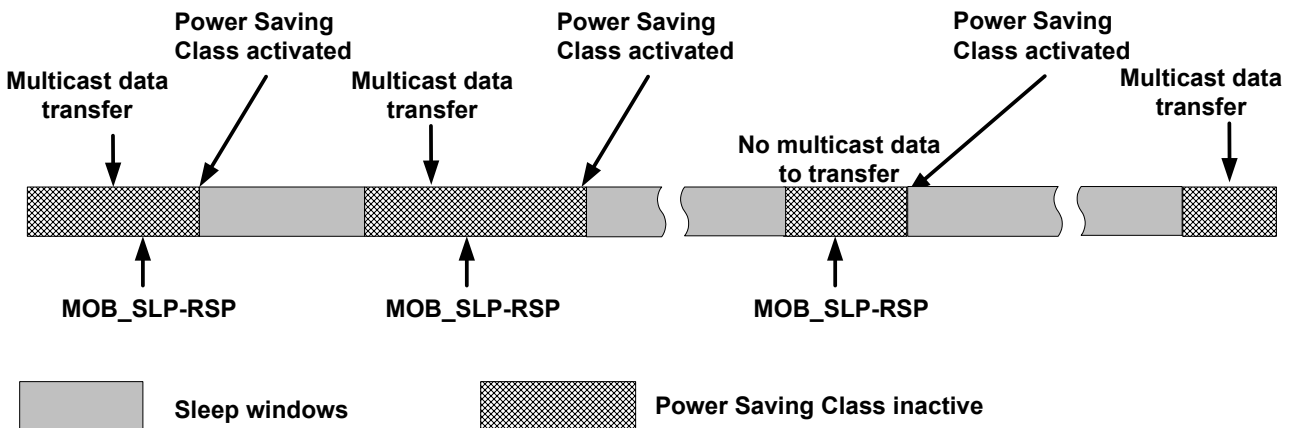 Power Saving
Class activated
Power Saving
Class activated
Power Saving
Class activated
Multicast data
transfer
Multicast data
transfer
Multicast data
transfer
No multicast data
to transfer
MOB_SLP-RSP
MOB_SLP-RSP
MOB_SLP-RSP
Sleep windows
Power Saving Class inactive